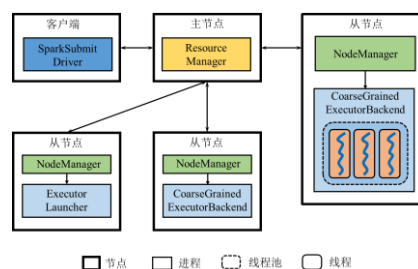 客户端
SparkSubmit
Driver
主节点
Resource
Manager
从节点
NodeManager
CoarseGrained
ExecutorBackend
从节点
NodeManager
Executor
Launcher
从节点
NodeManager
CoarseGrained
ExecutorBackend
节点
进程
线程池
线程